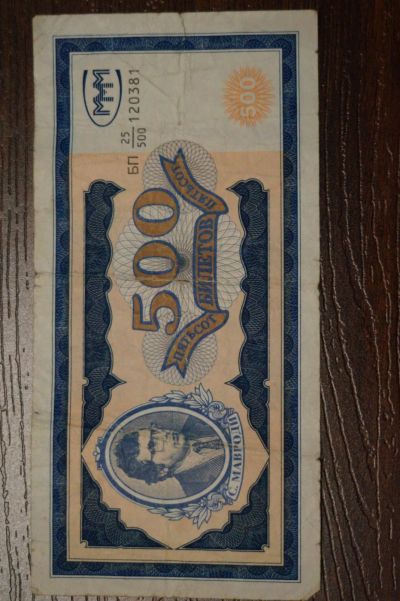 МММ
БП 25/500 120381
500
500
ПЯТЬСОТ БИЛЕТОВ ПЯТЬСОТ
С. МАВРОДИ